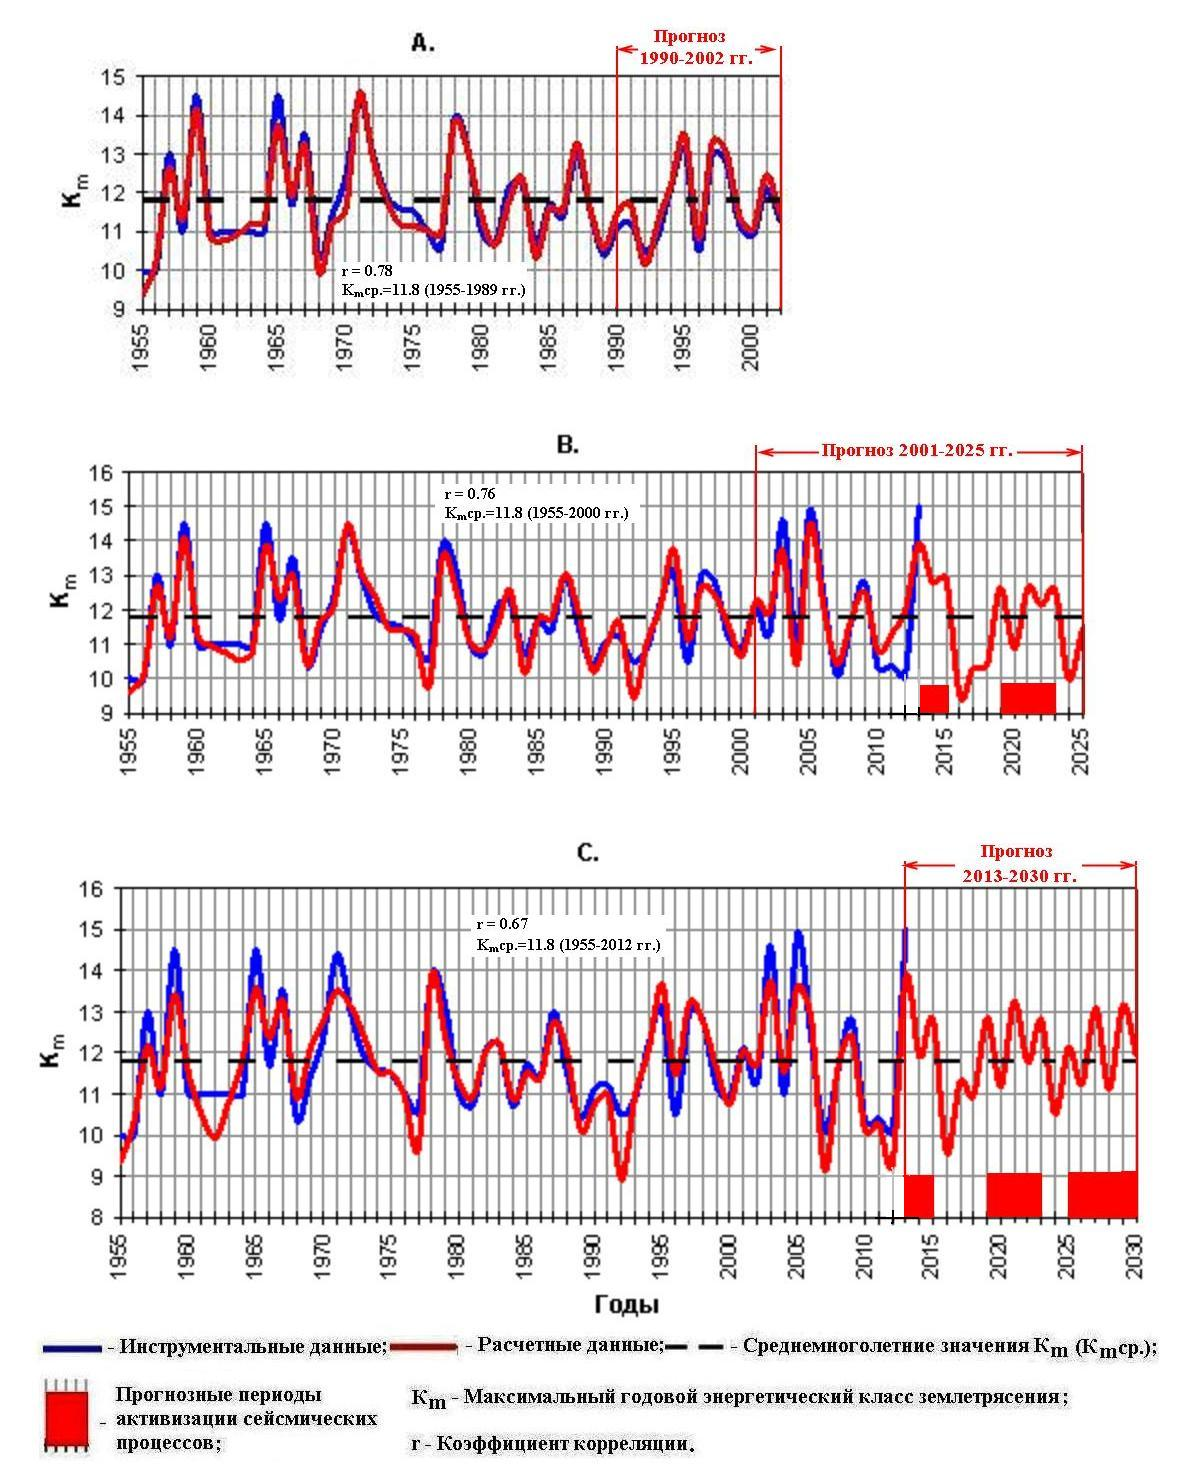 А.
Прогноз
1990-2002 гг.
15
14
13
12
11
10
9
Km
r = 0.78
Kmср.=11.8 (1955-1989 гг.)
1955
1960
1965
1970
1975
1980
1985
1990
1995
2000
В.
Прогноз 2001-2025 гг.
16
15
14
13
12
11
10
9
Km
r = 0.76
Kmср.=11.8 (1955-2000 гг.)
1955
1960
1965
1970
1975
1980
1985
1990
1995
2000
2005
2010
2015
2020
2025
С.
Прогноз
2013-2030 гг.
16
15
14
13
12
11
10
9
8
Km
r = 0.67
Kmср.=11.8 (1955-2012 гг.)
1955
1960
1965
1970
1975
1980
1985
1990
1995
2000
2005
2010
2015
2020
2025
2030
Годы
- Инструментальные данные; - Расчетные данные; - Среднемноголетние значения Km (Kmср.);
Прогнозные периоды
- активизации сейсмических
процессов;
Km - Максимальный годовой энергетический класс землетрясения;
r - Коэффициент корреляции.